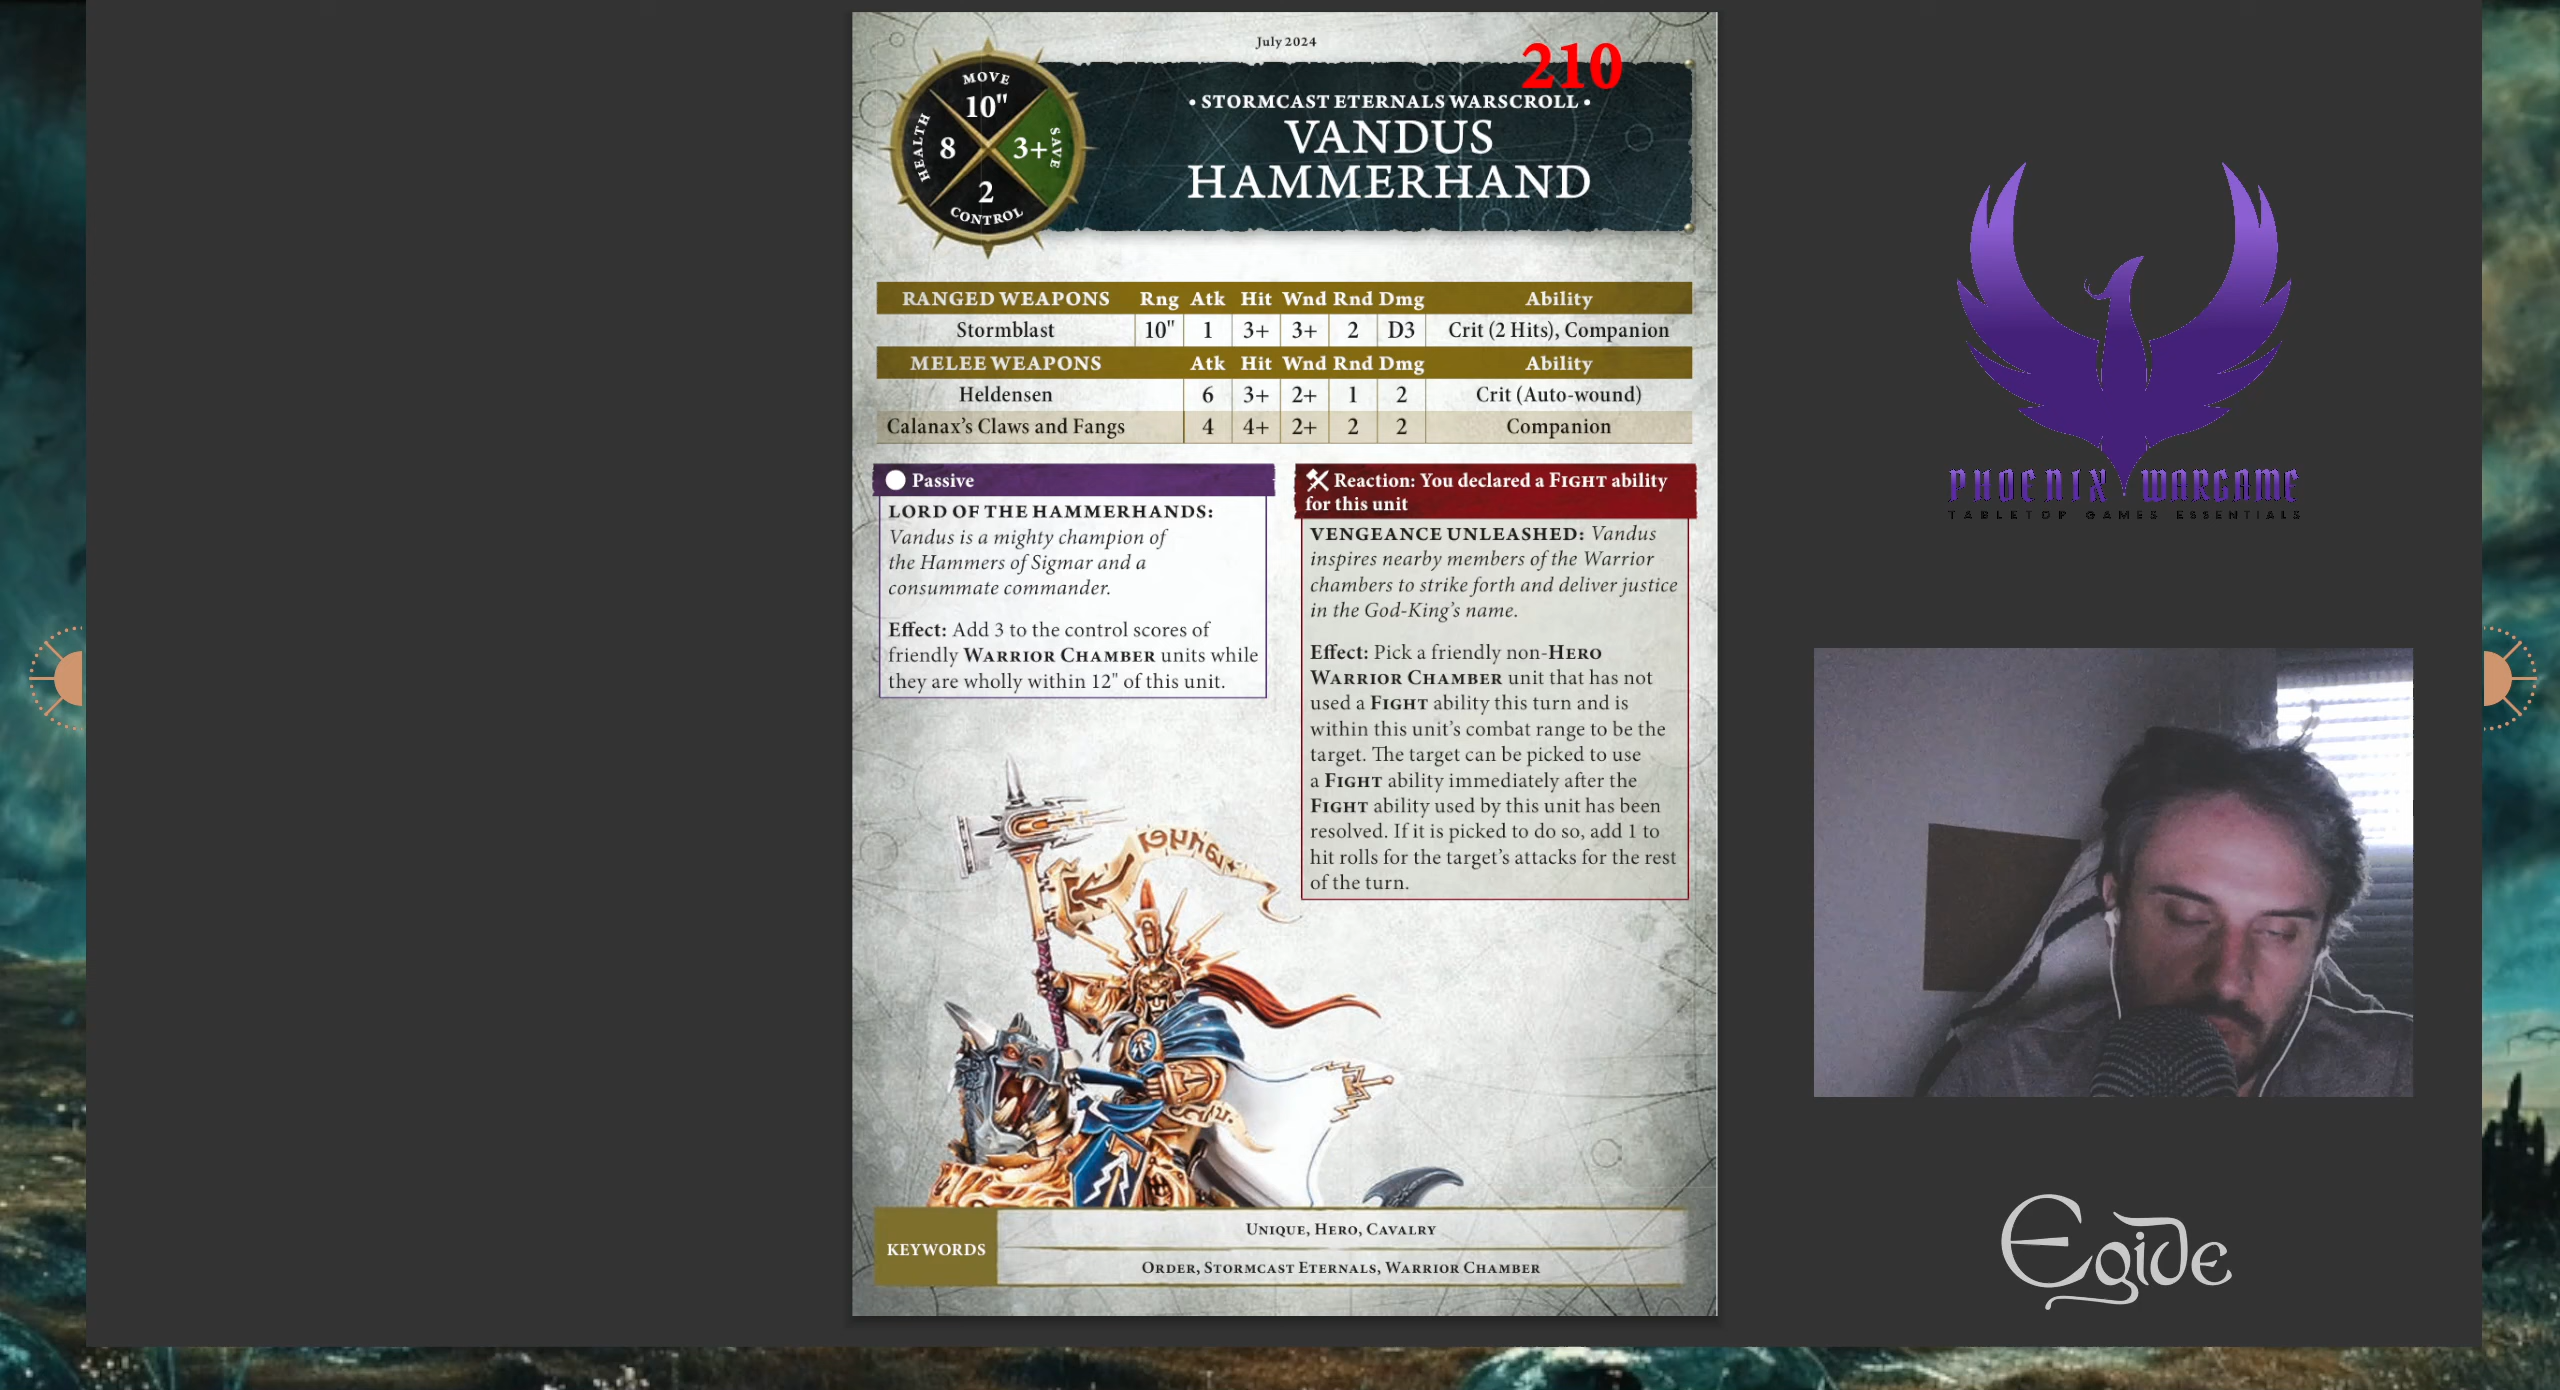 July 2024
210
MOVE
10"
HEALTH
8
3+
SAVE
2
CONTROL
• STORMCAST ETERNALS WARSCROLL •
VANDUS
HAMMERHAND
RANGED WEAPONS Rng Atk Hit Wnd Rnd Dmg Ability
Stormblast 10" 1 3+ 3+ 2 D3 Crit (2 Hits), Companion
MELEE WEAPONS Atk Hit Wnd Rnd Dmg Ability
Heldensen 6 3+ 2+ 1 2 Crit (Auto-wound)
Calanax's Claws and Fangs 4 4+ 2+ 2 2 Companion
Passive
LORD OF THE HAMMERHANDS:
Vandus is a mighty champion of
the Hammers of Sigmar and a
consummate commander.
Effect: Add 3 to the control scores of
friendly WARRIOR CHAMBER units while
they are wholly within 12" of this unit.
Reaction: You declared a FIGHT ability
for this unit
VENGEANCE UNLEASHED: Vandus
inspires nearby members of the Warrior
chambers to strike forth and deliver justice
in the God-King's name.
Effect: Pick a friendly non-HERO
WARRIOR CHAMBER unit that has not
used a FIGHT ability this turn and is
within this unit's combat range to be the
target. The target can be picked to use
a FIGHT ability immediately after the
FIGHT ability used by this unit has been
resolved. If it is picked to do so, add 1 to
hit rolls for the target's attacks for the rest
of the turn.
KEYWORDS
UNIQUE, HERO, CAVALRY
ORDER, STORMCAST ETERNALS, WARRIOR CHAMBER
PHOENIX WARGAME
TABLETOP GAMES ESSENTIALS
Egide